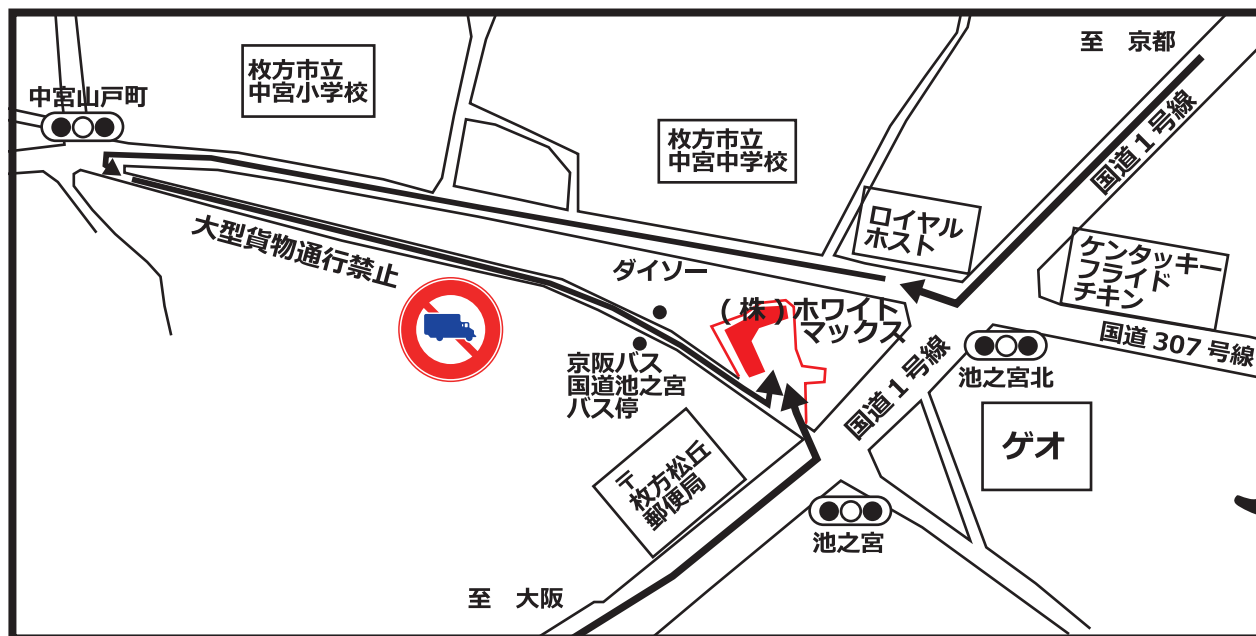 至　京都
枚方市立
中宮小学校
中宮山戸町
枚方市立
中宮中学校
国道１号線
ロイヤル
ホスト
大型貨物通行禁止
ケンタッキー
フライド
チキン
ダイソー
(株)ホワイト
マックス
国道307号線
京阪バス
国道池之宮
バス停
国道１号線
池之宮北
ゲオ
〒
枚方松丘
郵便局
池之宮
至　大阪